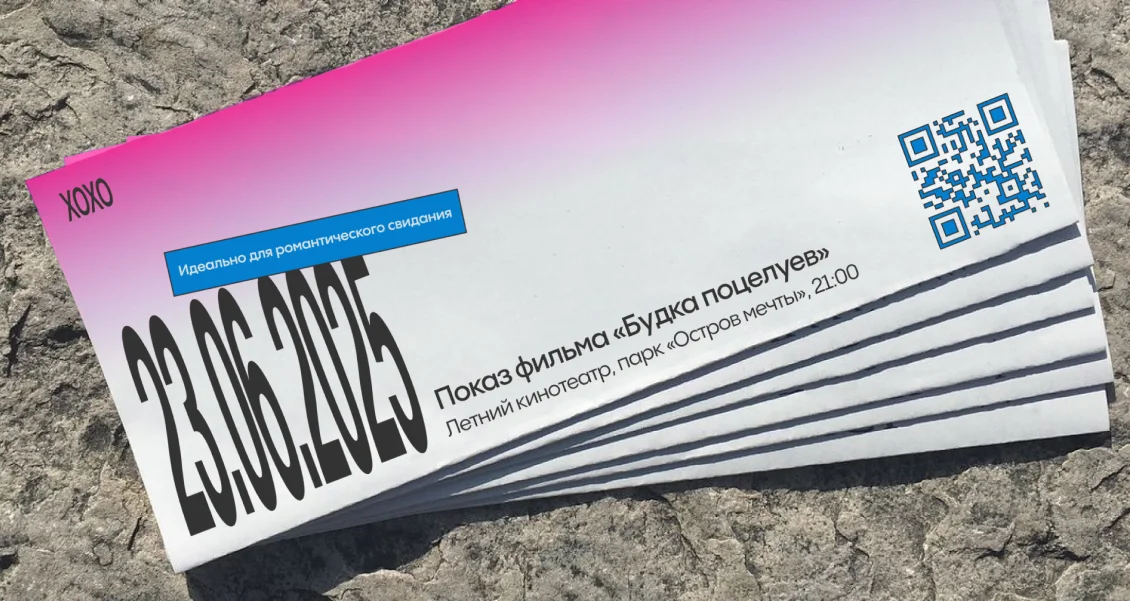 XOXO
Идеально для романтического свидания
23.06.2025
Показ фильма «Будка поцелуев»
Летний кинотеатр, парк «Остров мечты», 21:00